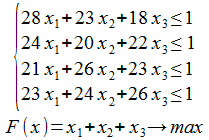 28 x₁+23 x₂+18 x₃≤1
24 x₁+20 x₂+22 x₃≤1
21 x₁+26 x₂+23 x₃≤1
23 x₁+24 x₂+26 x₃≤1
F(x)=x₁+x₂+x₃→max